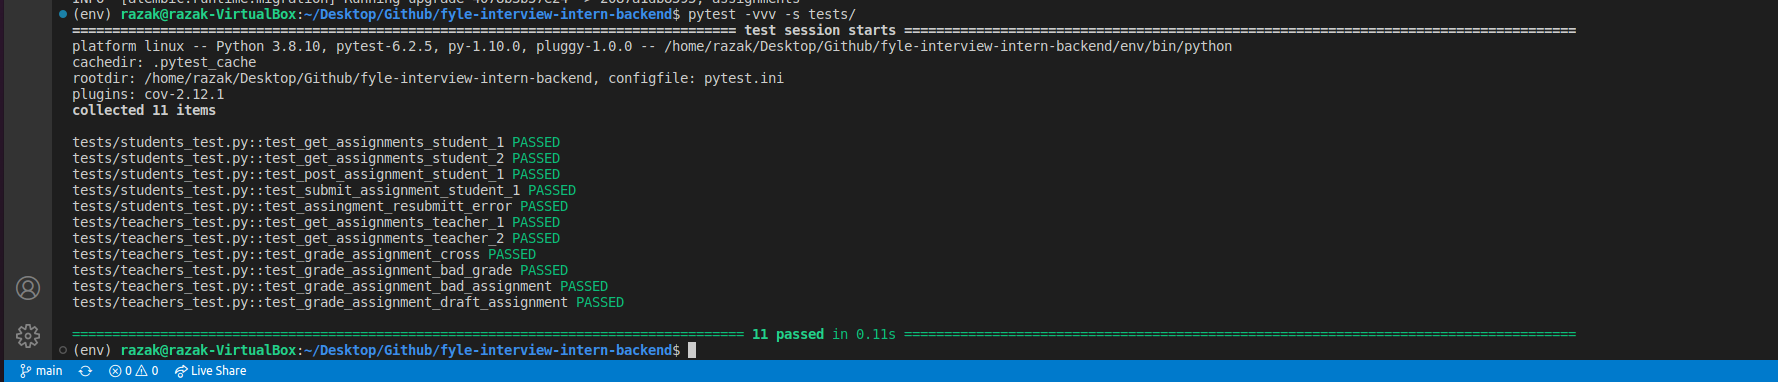 (env) razak@razak-VirtualBox:~/Desktop/Github/fyle-interview-intern-backend$ pytest -vvv -s tests/
============================== test session starts ==============================
platform linux -- Python 3.8.10, pytest-6.2.5, py-1.10.0, pluggy-1.0.0 -- /home/razak/Desktop/Github/fyle-interview-intern-backend/env/bin/python
cachedir: .pytest_cache
rootdir: /home/razak/Desktop/Github/fyle-interview-intern-backend, configfile: pytest.ini
plugins: cov-2.12.1
collected 11 items
tests/students_test.py::test_get_assignments_student_1 PASSED
tests/students_test.py::test_get_assignments_student_2 PASSED
tests/students_test.py::test_post_assignment_student_1 PASSED
tests/students_test.py::test_submit_assignment_student_1 PASSED
tests/students_test.py::test_assingment_resubmitt_error PASSED
tests/teachers_test.py::test_get_assignments_teacher_1 PASSED
tests/teachers_test.py::test_get_assignments_teacher_2 PASSED
tests/teachers_test.py::test_grade_assignment_cross PASSED
tests/teachers_test.py::test_grade_assignment_bad_grade PASSED
tests/teachers_test.py::test_grade_assignment_bad_assignment PASSED
tests/teachers_test.py::test_grade_assignment_draft_assignment PASSED
============================== 11 passed in 0.11s ==============================
(env) razak@razak-VirtualBox:~/Desktop/Github/fyle-interview-intern-backend$
main 0 0 Live Share